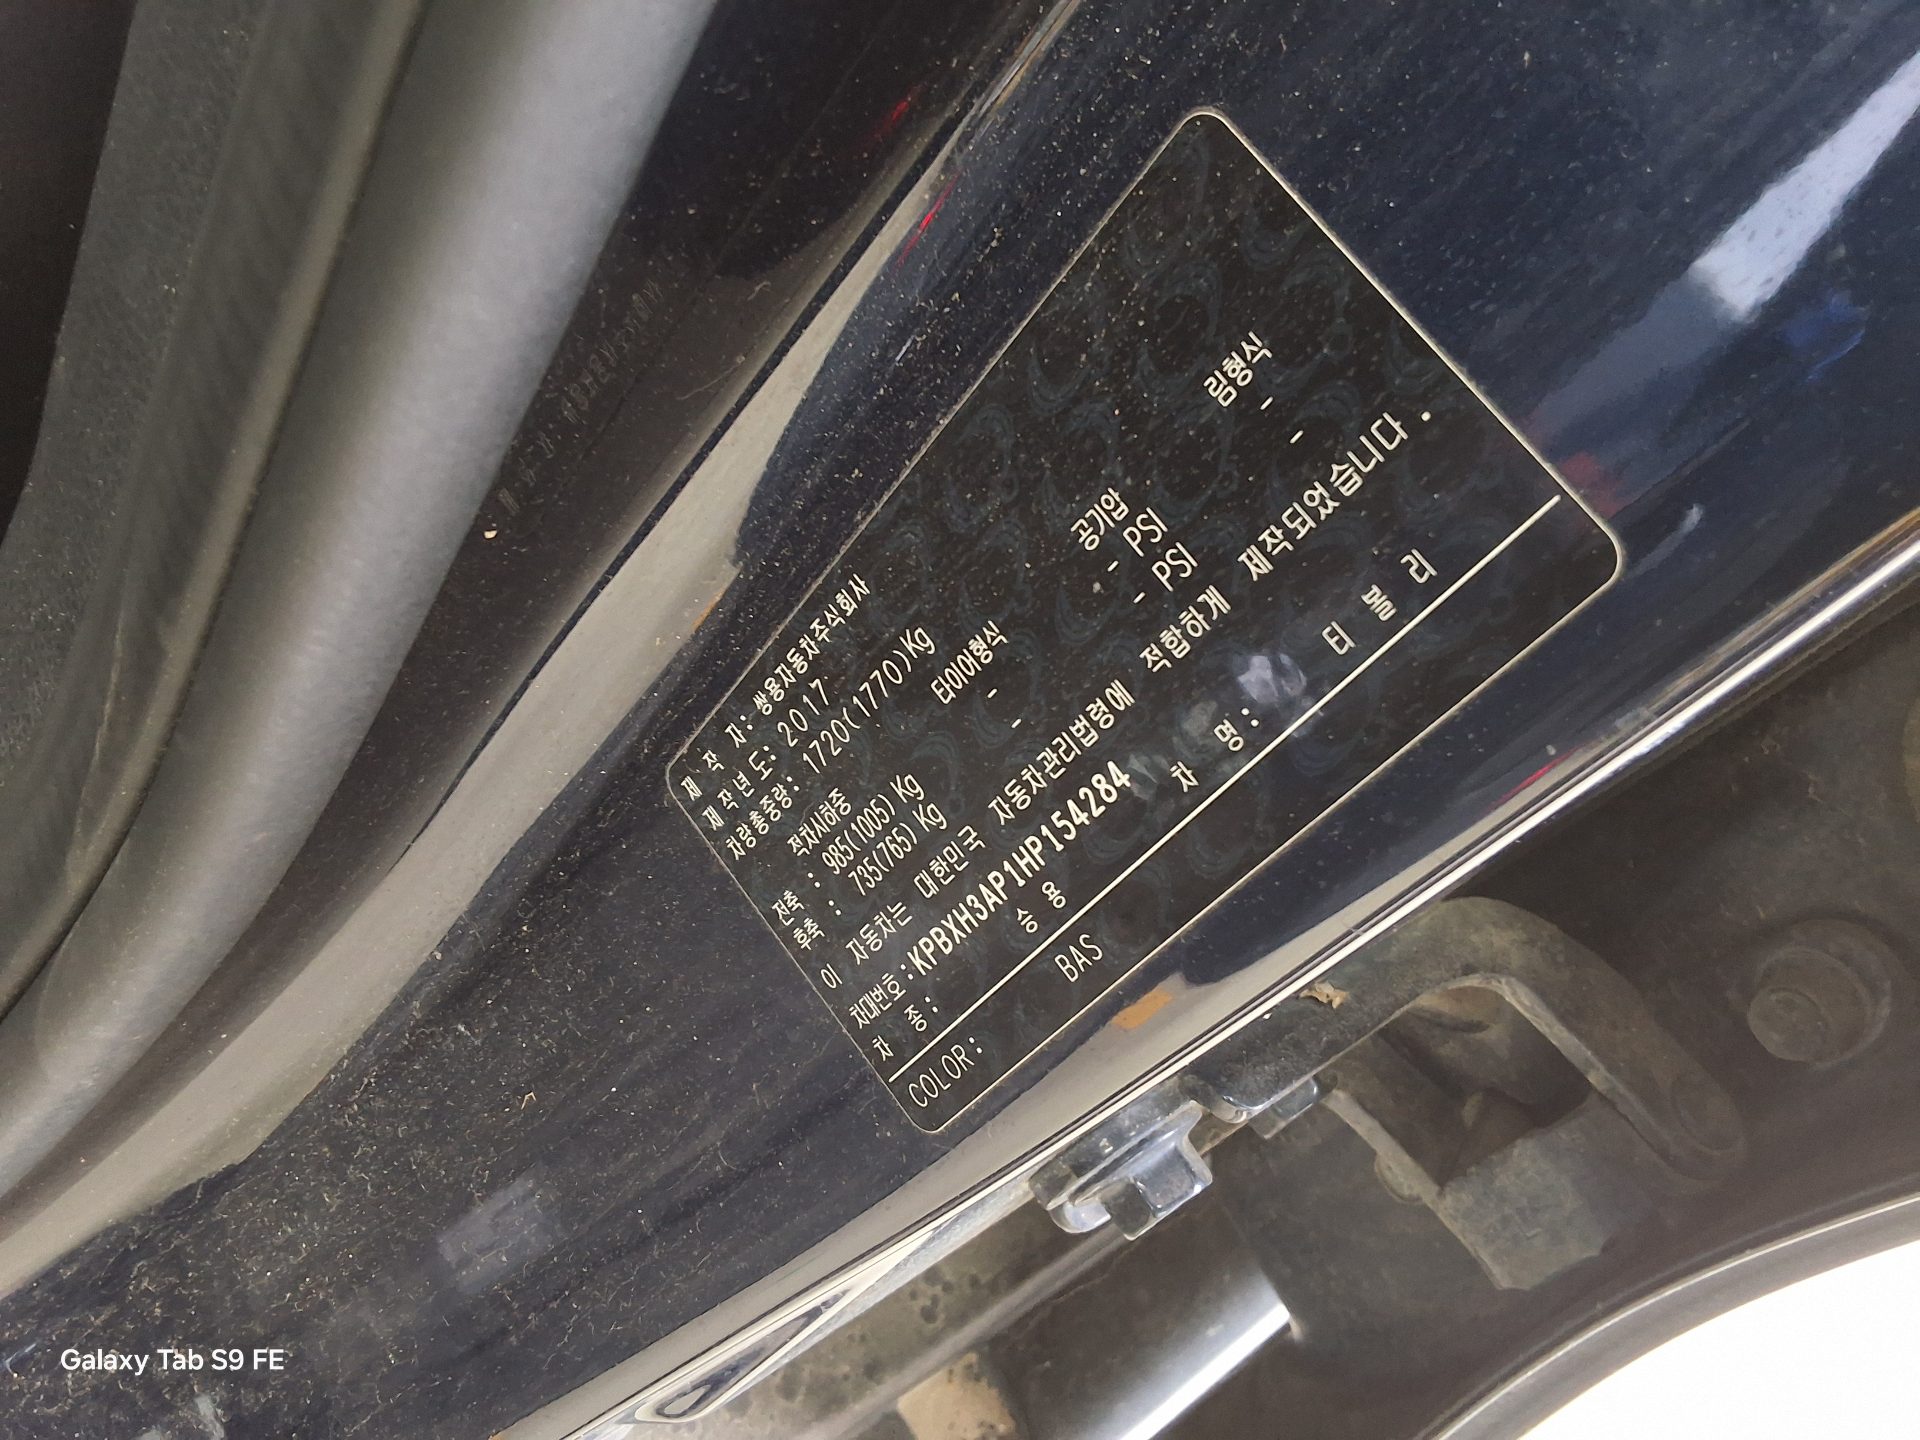 제 작 자: 쌍용자동차주식회사
제작년도: 2017
차량총중량: 1720(1770)Kg
적차시하중 타이어형식 공기압 림형식
전축 : 985(1005) Kg - - PSI -
후축 : 735(765) Kg - - PSI -
이 자동차는 대한민국 자동차관리법령에 적합하게 제작되었습니다.
차대번호:KPBXH3AP1HP154284
차 종: 승 용 차 명: 티 볼 리
COLOR: BAS
Galaxy Tab S9 FE